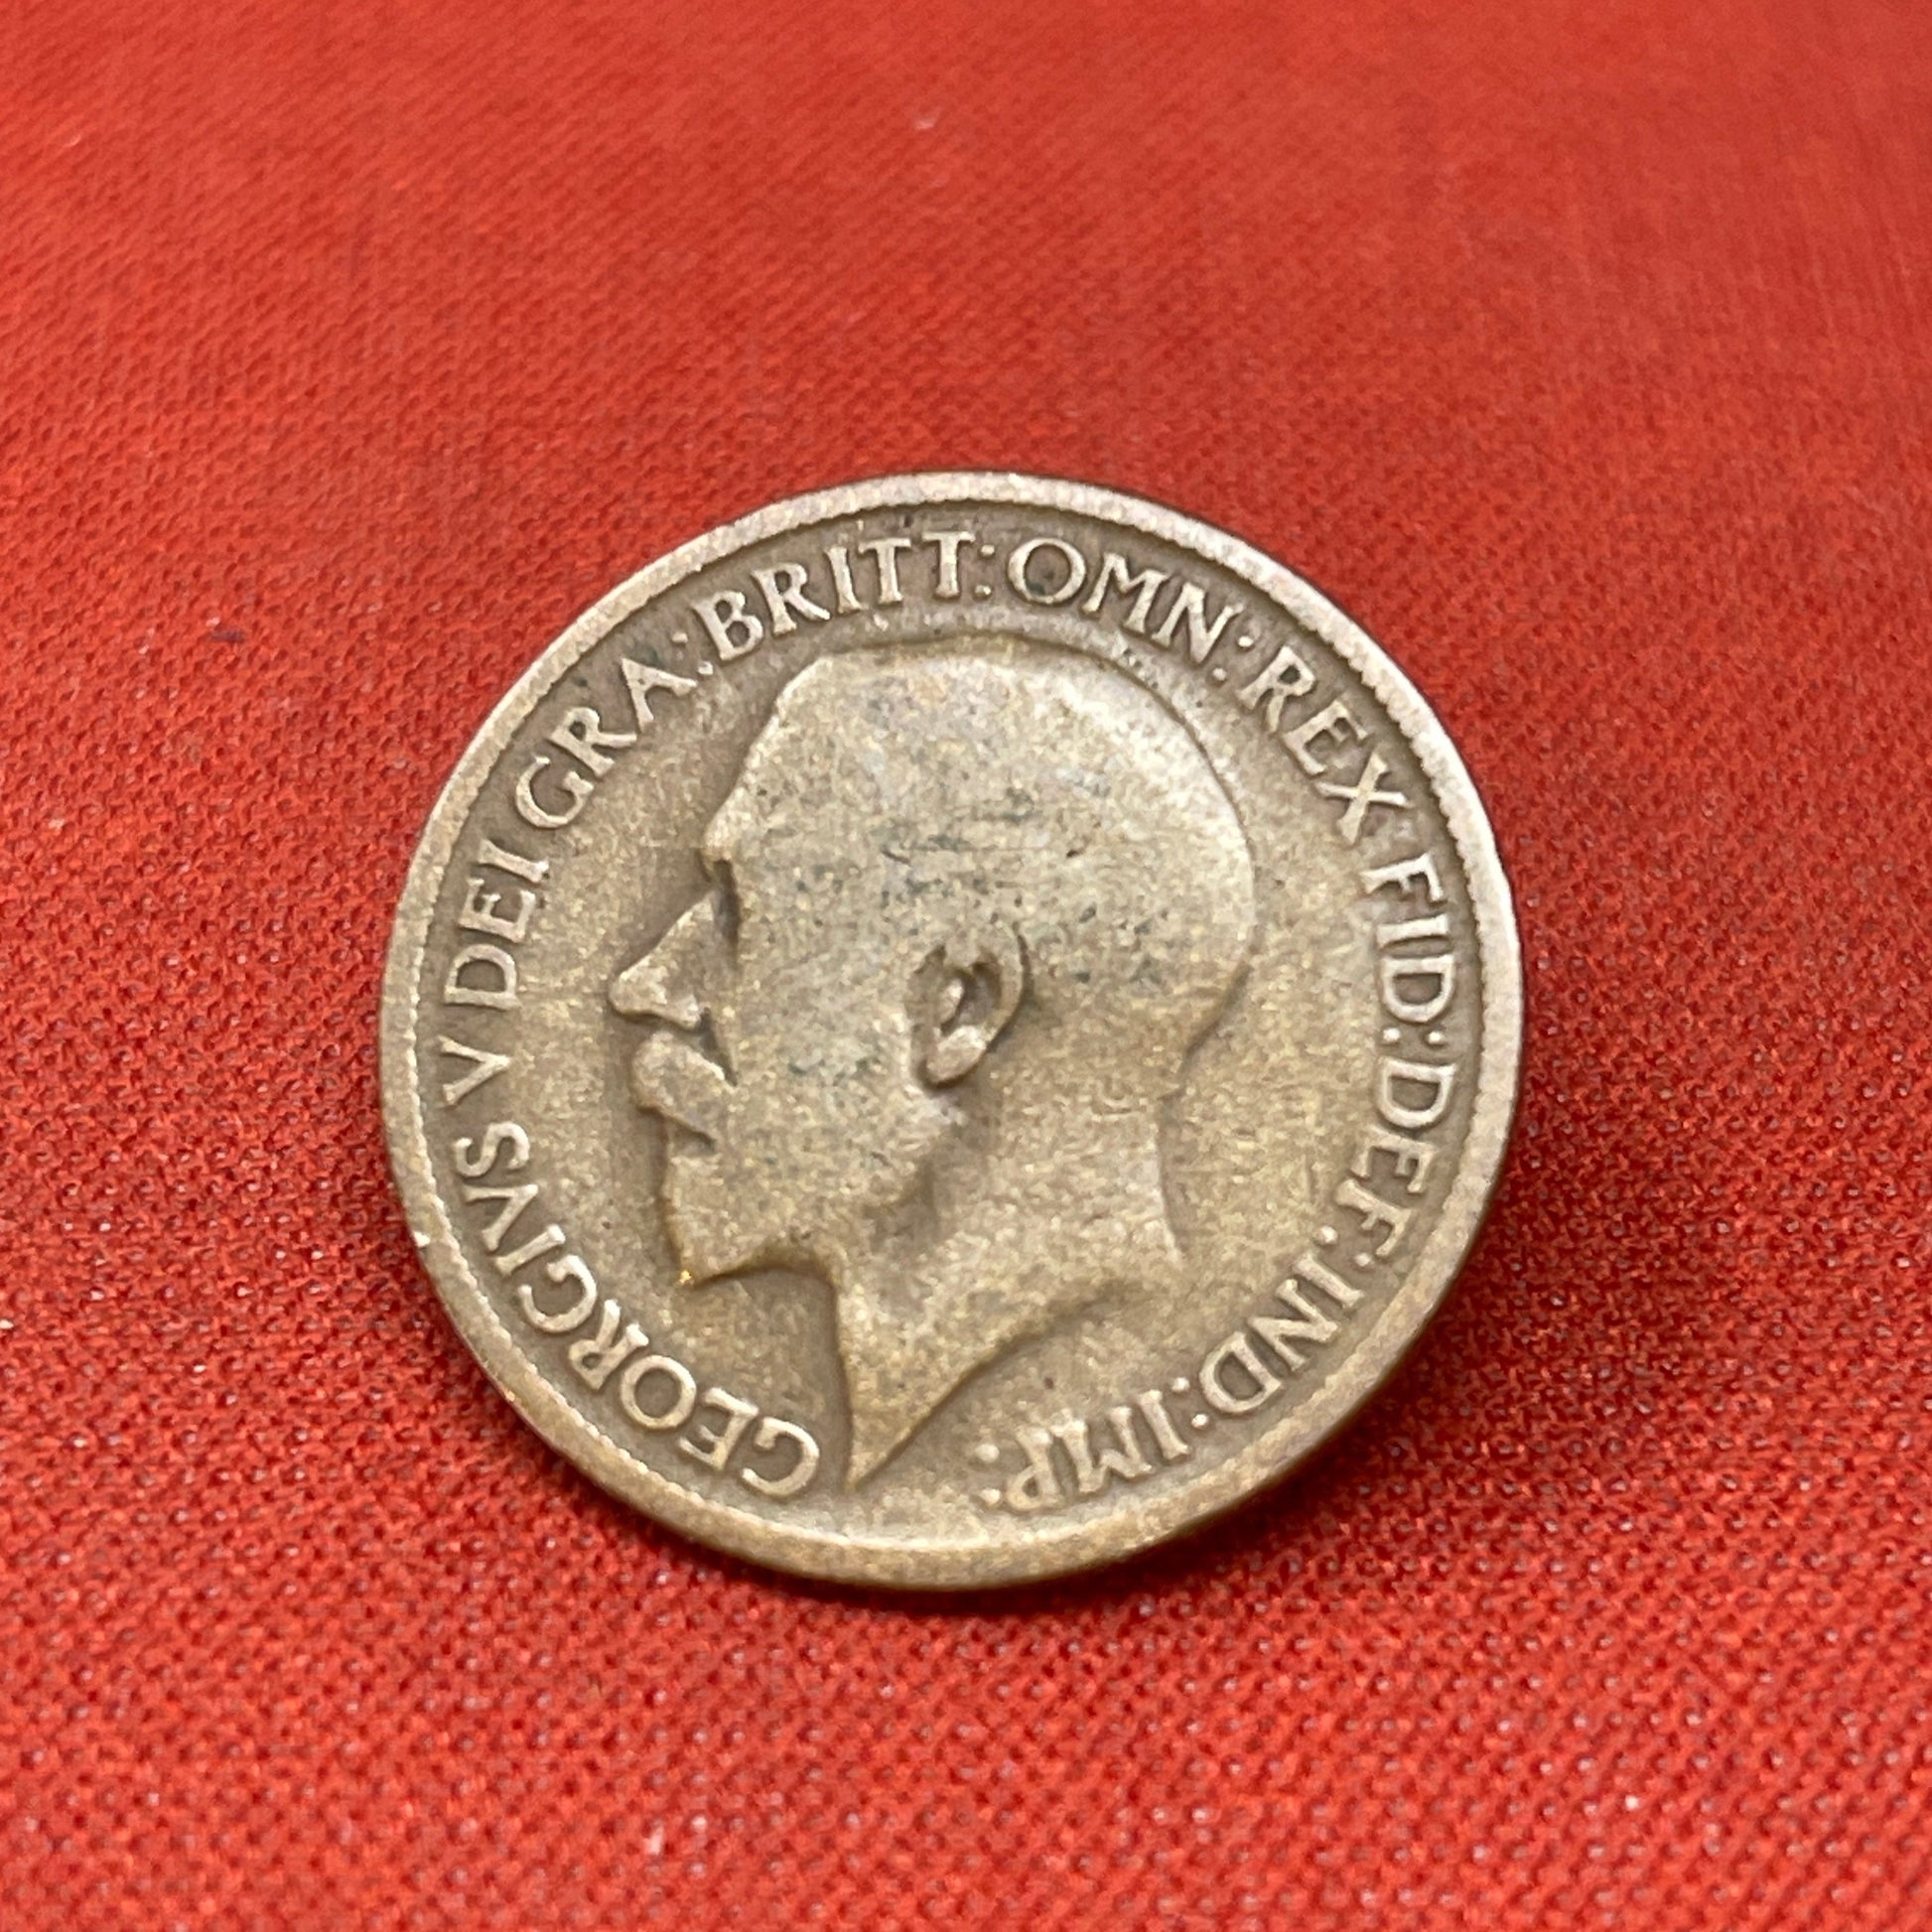 GEORGIVS V DEI GRA: BRITT: OMN: REX FID: DEF: IND: IMP: